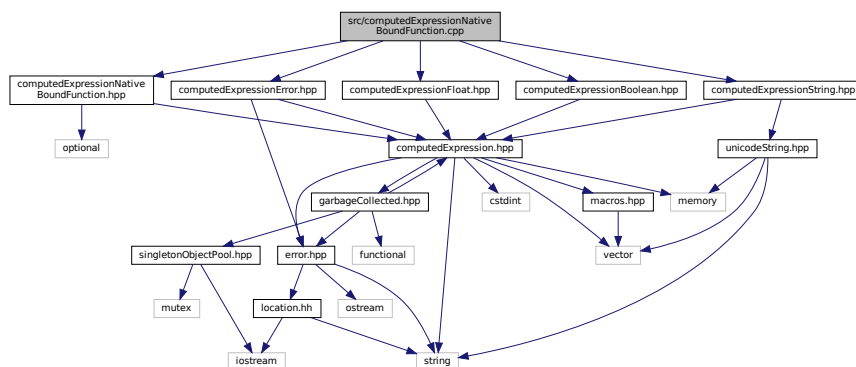 src/computedExpressionNative
BoundFunction.cpp
computedExpressionNative
BoundFunction.hpp
computedExpressionError.hpp
computedExpressionFloat.hpp
computedExpressionBoolean.hpp
computedExpressionString.hpp
optional
computedExpression.hpp
unicodeString.hpp
garbageCollected.hpp
cstdint
macros.hpp
memory
singletonObjectPool.hpp
error.hpp
functional
vector
mutex
location.hh
ostream
iostream
string